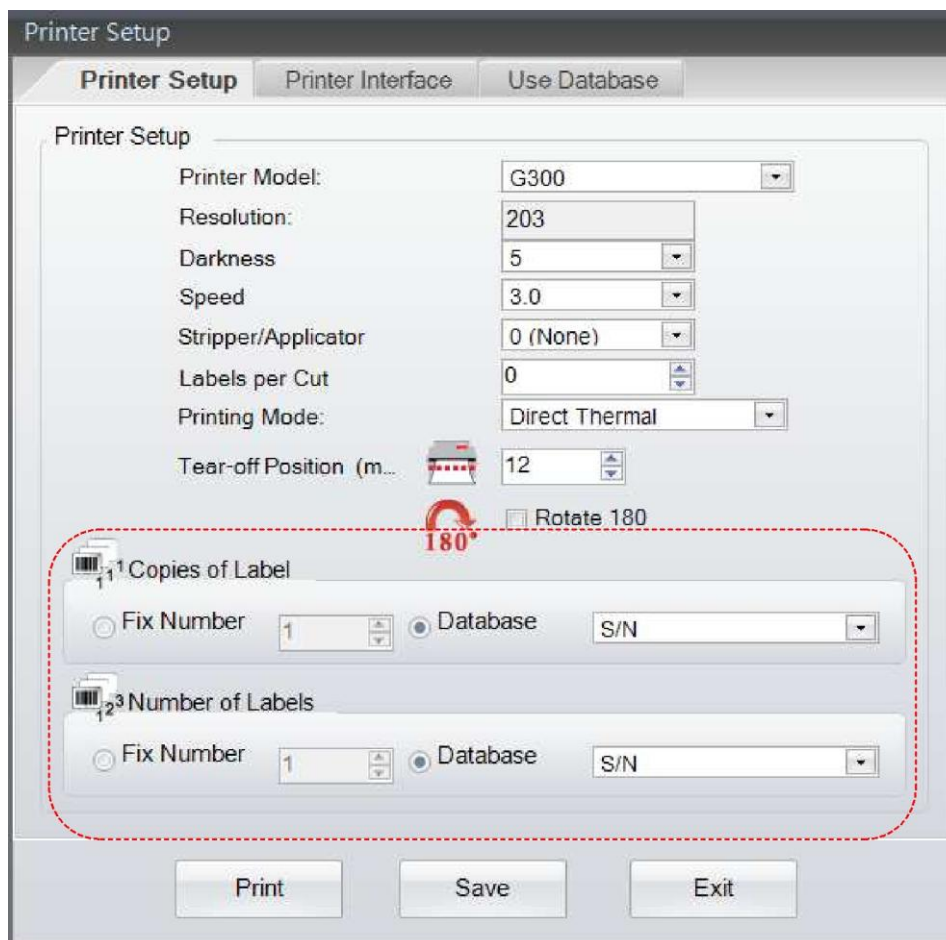 Printer Setup
Printer Setup Printer Interface Use Database
Printer Setup
Printer Model: G300
Resolution: 203
Darkness 5
Speed 3.0
Stripper/Applicator 0 (None)
Labels per Cut 0
Printing Mode: Direct Thermal
Tear-off Position (m... 12
180° Rotate 180
111 Copies of Label
Fix Number 1 Database S/N
123 Number of Labels
Fix Number 1 Database S/N
Print Save Exit